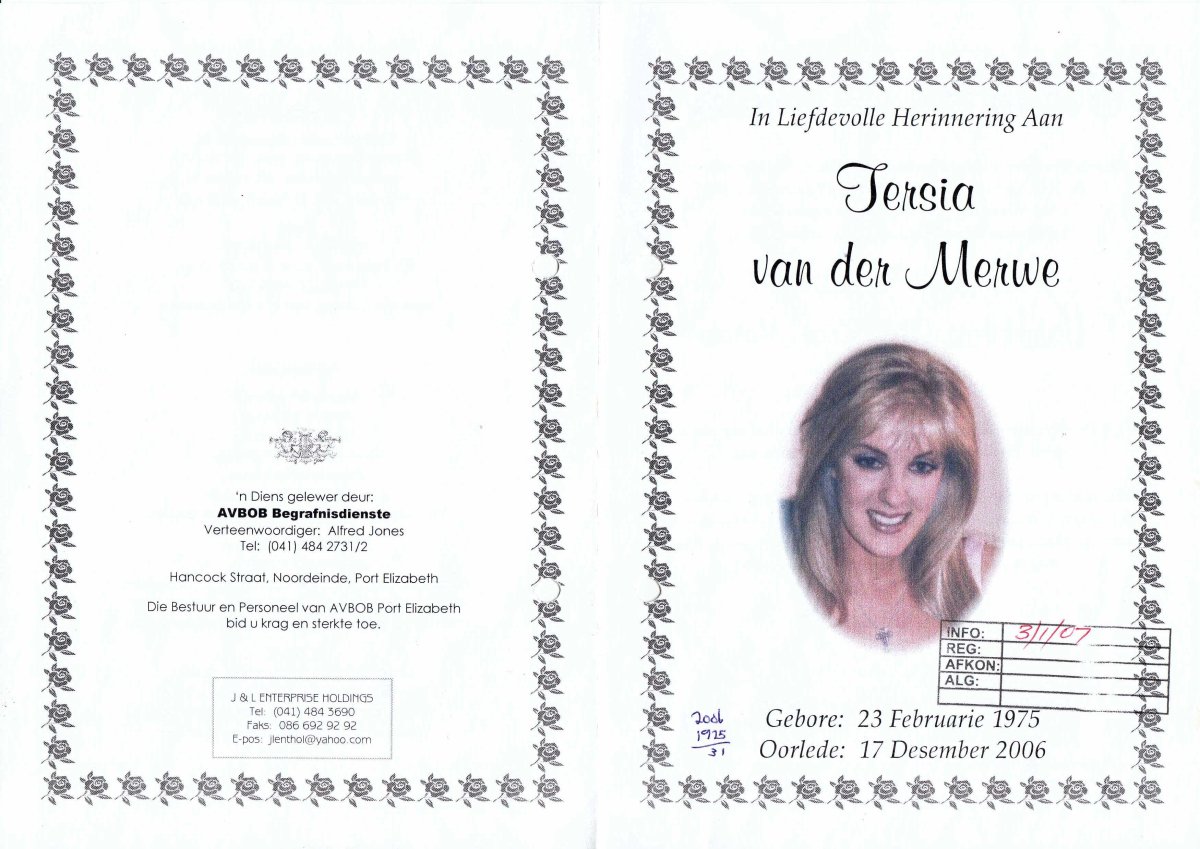 'n Diens gelewer deur:
AVBOB Begrafnisdienste
Verteenwoordiger: Alfred Jones
Tel: (041) 484 2731/2
Hancock Straat, Noordeinde, Port Elizabeth
Die Bestuur en Personeel van AVBOB Port Elizabeth
bid u krag en sterkte toe.
J & L ENTERPRISE HOLDINGS
Tel: (041) 484 3690
Faks: 086 692 92 92
E-pos: jlenthol@yahoo.com
In Liefdevolle Herinnering Aan
Tersia
van der Merwe
INFO: 3/1/07
REG:
AFKON:
ALG:
2006
1975
31
Gebore: 23 Februarie 1975
Oorlede: 17 Desember 2006